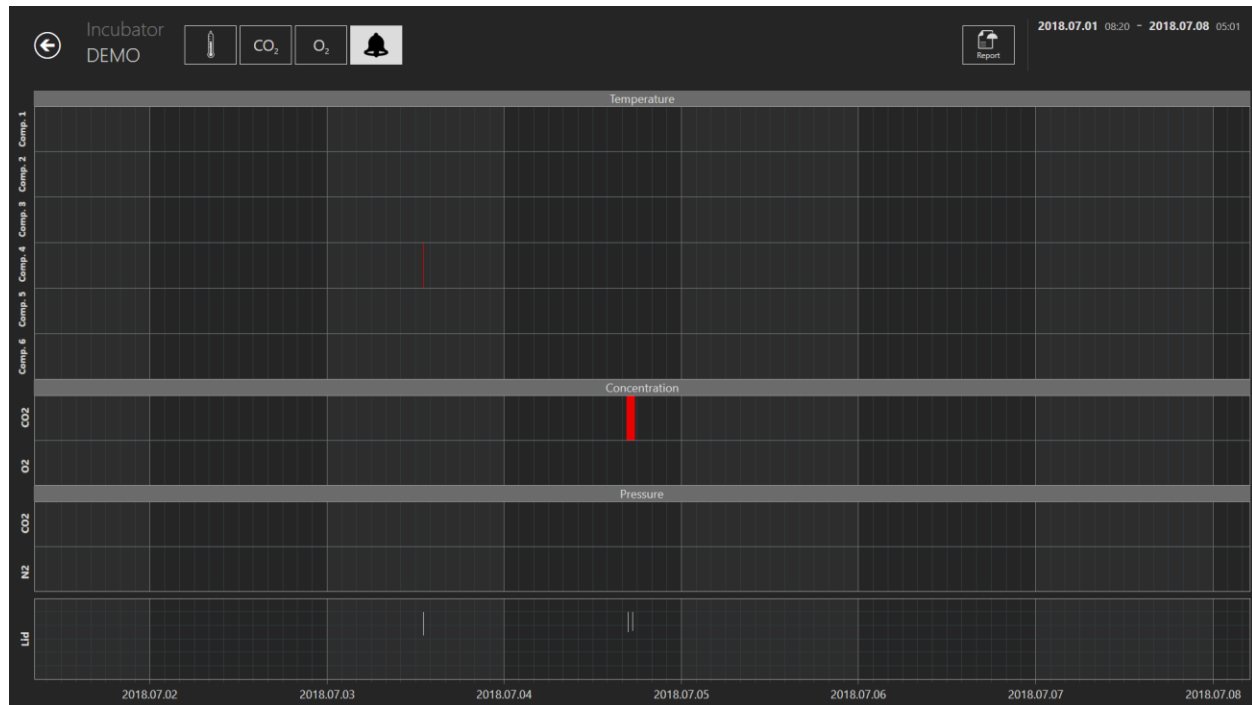 Incubator
DEMO
CO₂
O₂
Report
2018.07.01 08:20 - 2018.07.08 05:01
Temperature
Comp. 1
Comp. 2
Comp. 3
Comp. 4
Comp. 5
Comp. 6
Concentration
CO2
O2
Pressure
CO2
N2
Lid
2018.07.02 2018.07.03 2018.07.04 2018.07.05 2018.07.06 2018.07.07 2018.07.08